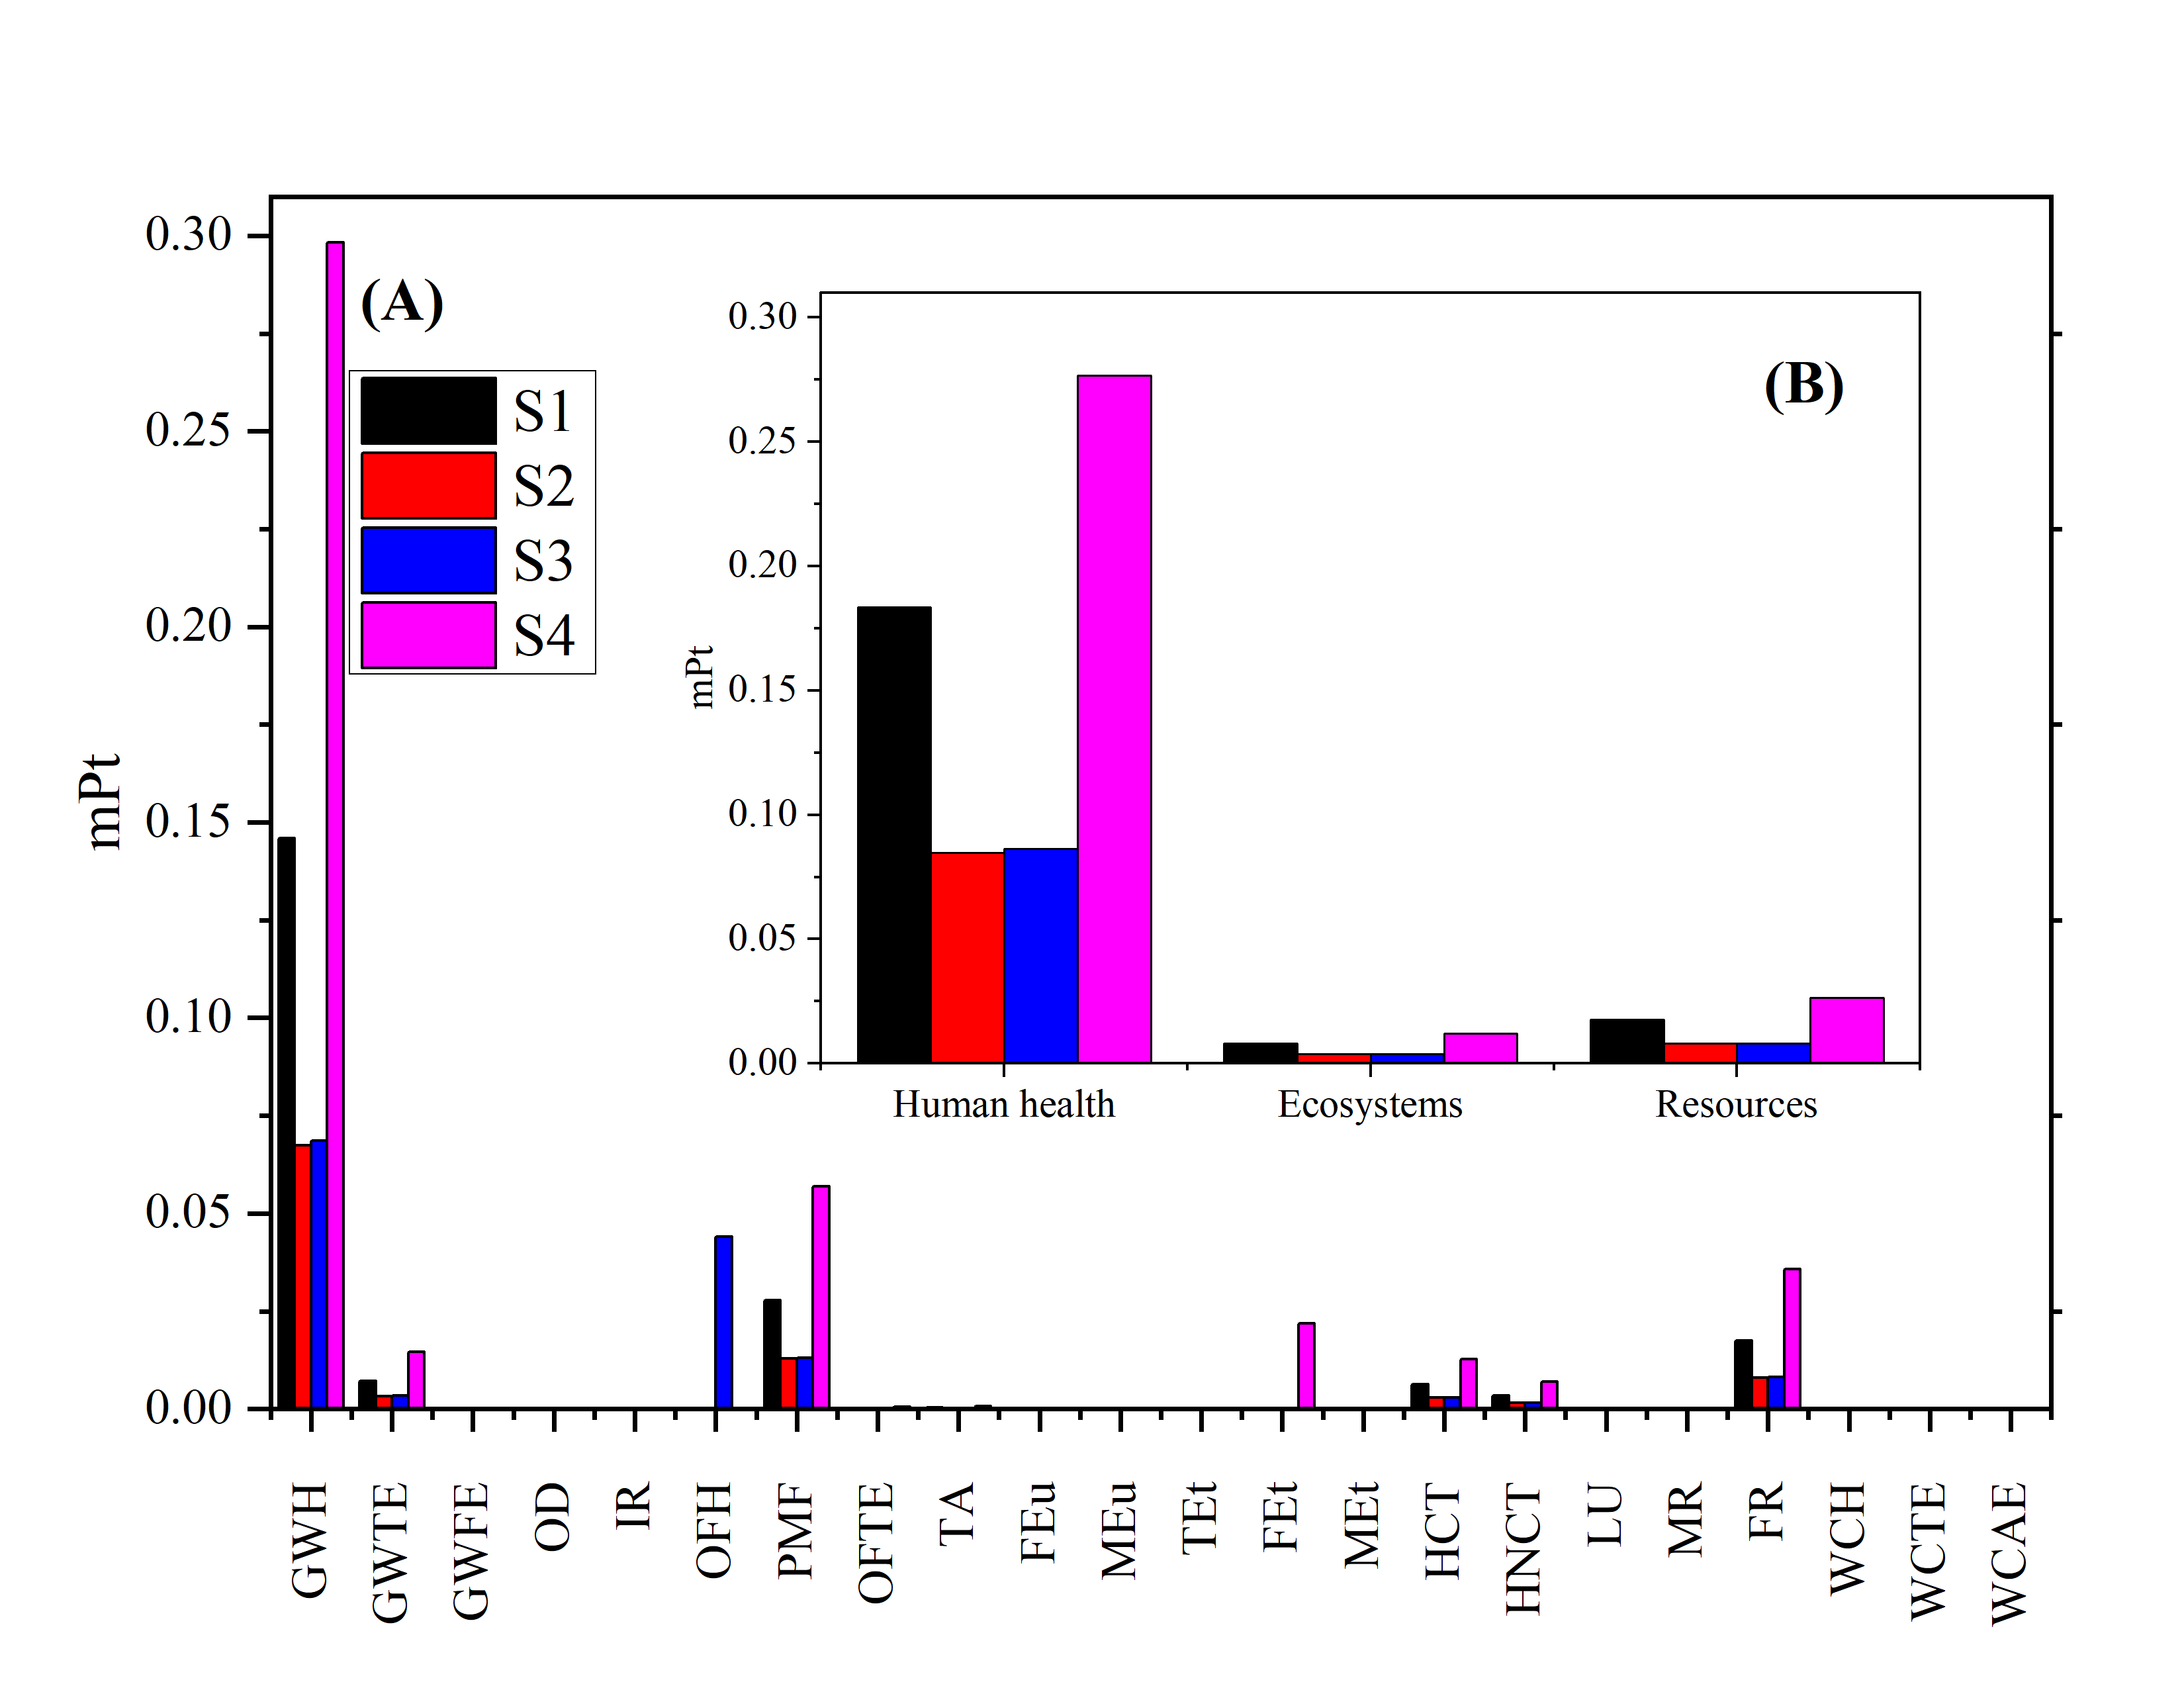 (A)
S1
S2
S3
S4
mPt
0.30
0.25
0.20
0.15
0.10
0.05
0.00
GWH
GWTE
GWFE
OD
IR
OFH
PMF
OFTE
TA
FEu
MEu
TEt
FEt
MEt
HCT
HNCT
LU
MR
FR
WCH
WCTE
WCAE
(B)
mPt
0.30
0.25
0.20
0.15
0.10
0.05
0.00
Human health
Ecosystems
Resources